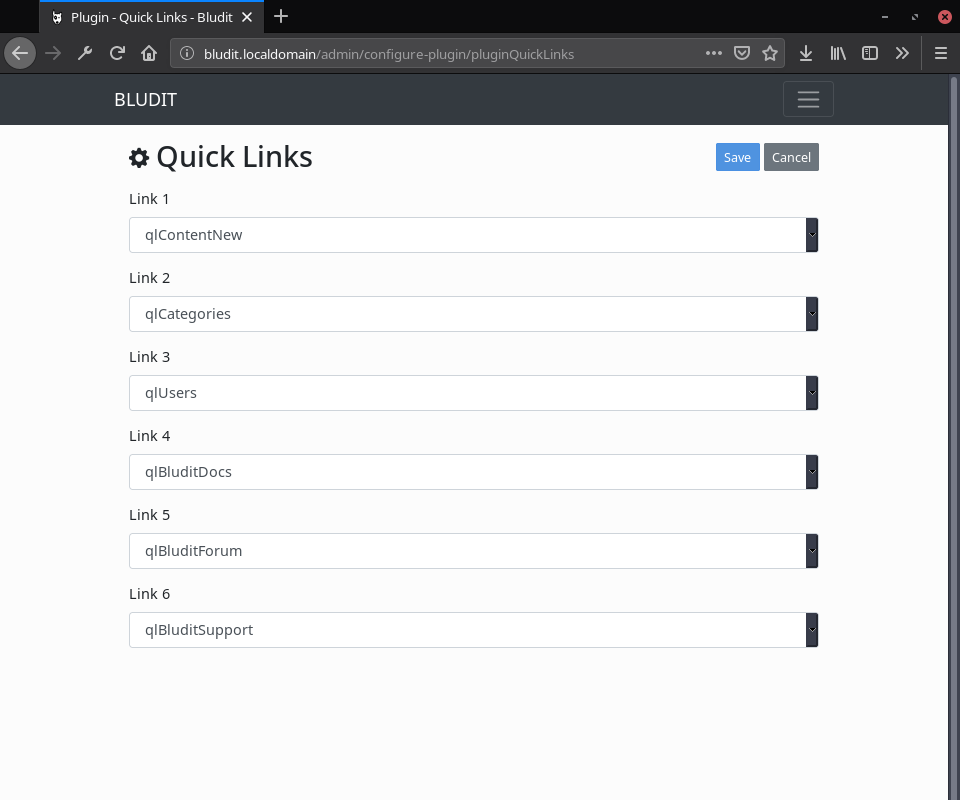 Plugin - Quick Links - Bludit
bludit.localdomain/admin/configure-plugin/pluginQuickLinks
BLUDIT
Quick Links
Save Cancel
Link 1
qlContentNew
Link 2
qlCategories
Link 3
qlUsers
Link 4
qlBluditDocs
Link 5
qlBluditForum
Link 6
qlBluditSupport